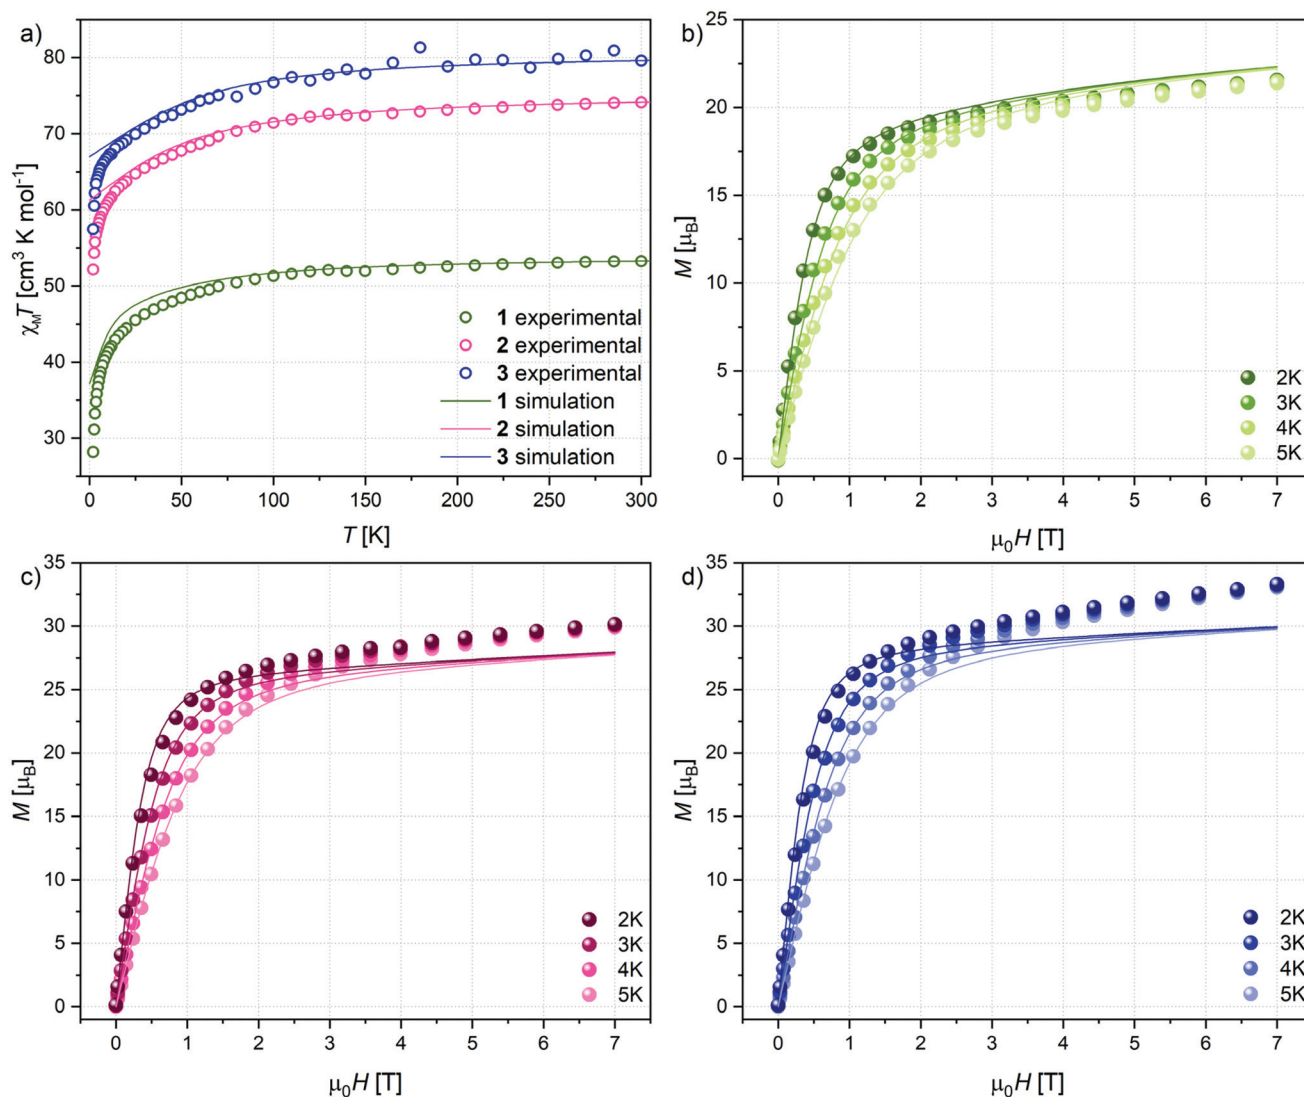 a)
χMT [cm³ K mol⁻¹]
80
70
60
50
40
30
1 experimental
2 experimental
3 experimental
1 simulation
2 simulation
3 simulation
0 50 100 150 200 250 300
T [K]
b)
M [μB]
25
20
15
10
5
0
2K
3K
4K
5K
0 1 2 3 4 5 6 7
μ0H [T]
c)
M [μB]
35
30
25
20
15
10
5
0
2K
3K
4K
5K
0 1 2 3 4 5 6 7
μ0H [T]
d)
M [μB]
35
30
25
20
15
10
5
0
2K
3K
4K
5K
0 1 2 3 4 5 6 7
μ0H [T]